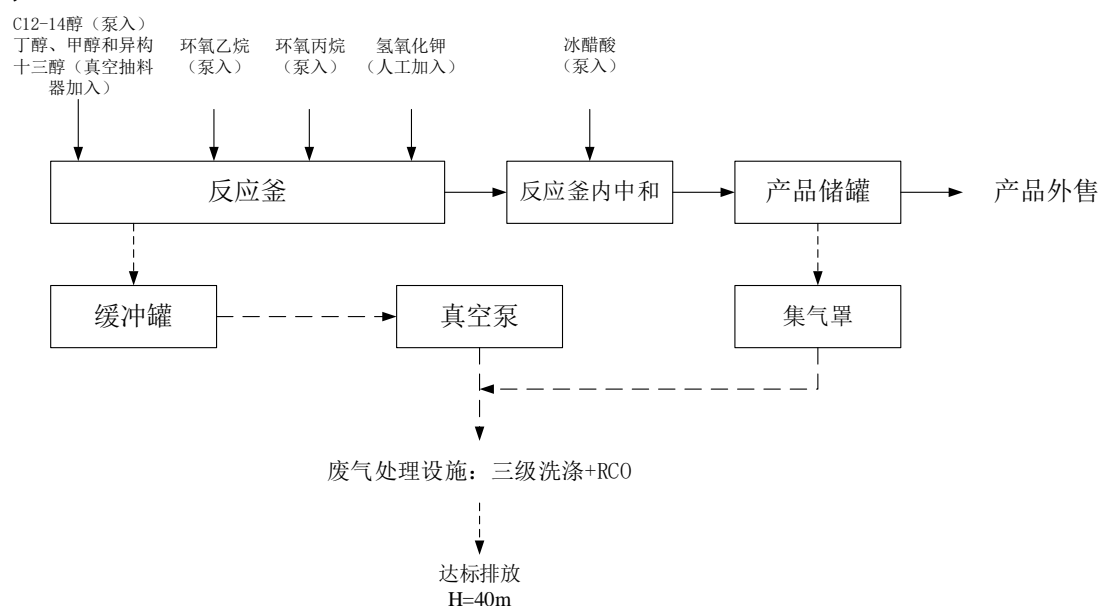 C12-14醇（泵入）
丁醇、甲醇和异构
十三醇（真空抽料
器加入）
环氧乙烷
（泵入）
环氧丙烷
（泵入）
氢氧化钾
（人工加入）
冰醋酸
（泵入）
反应釜
反应釜内中和
产品储罐
产品外售
缓冲罐
真空泵
集气罩
废气处理设施：三级洗涤+RCO
达标排放
H=40m